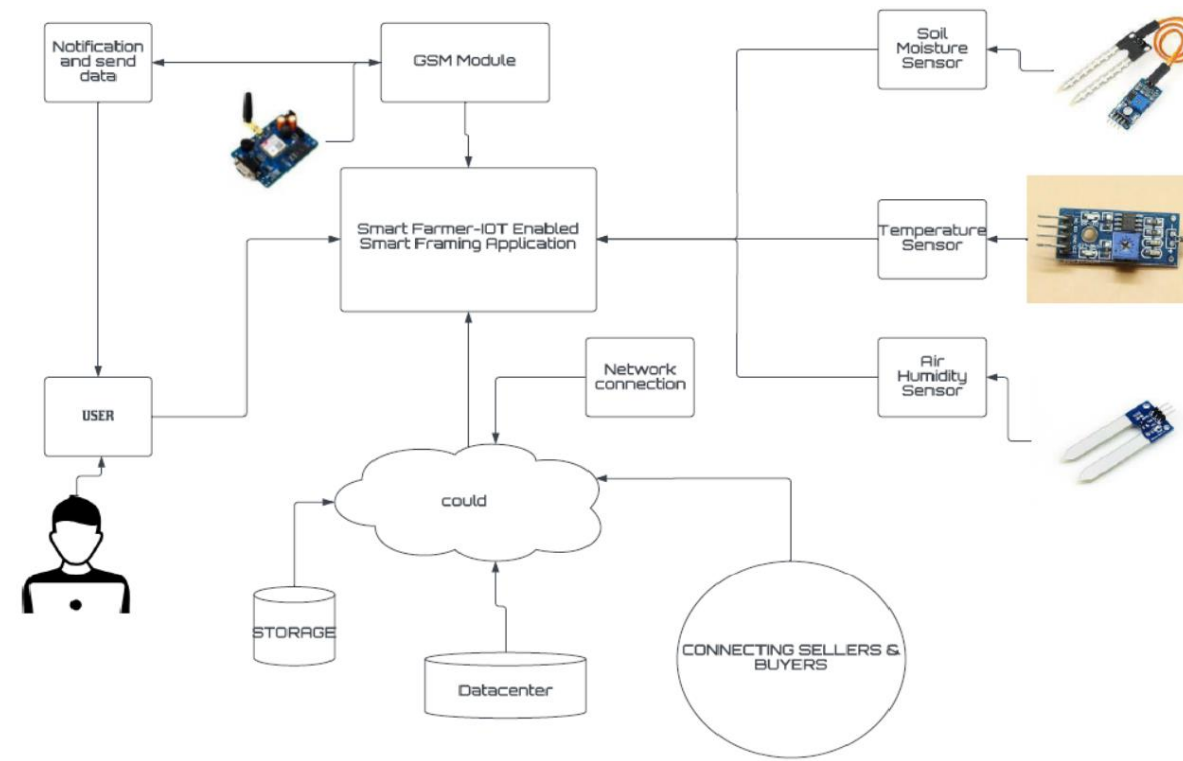 Notification
and send
data
GSM Module
Soil
Moisture
Sensor
Smart Farmer-IOT Enabled
Smart Framing Application
Temperature
Sensor
Network
connection
Air
Humidity
Sensor
USER
could
STORAGE
Datacenter
CONNECTING SELLERS &
BUYERS